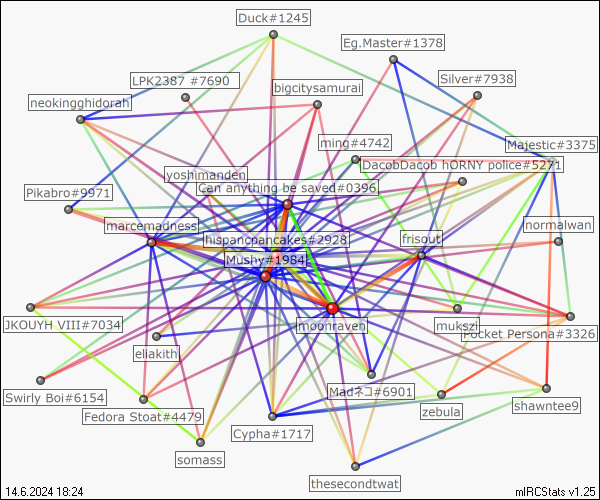 Duck#1245
Eg.Master#1378
LPK2387 #7690
Silver#7938
bigcitysamurai
neokingghidorah
ming#4742
Majestic#3375
DacobDacob hORNY police#5271
yoshimanden
Can anything be saved#0396
Pikabro#9971
marcemadness
normalwan
hispanopancakes#2928
frisout
Mushy#1984
JKOUYH VIII#7034
moonraven
mukszi
Pocket Persona#3326
eliakith
Swirly Boi#6154
Madネコ#6901
Fedora Stoat#4479
zebula
shawntee9
Cypha#1717
somass
thesecondtwat
14.6.2024 18:24
mIRCStats v1.25